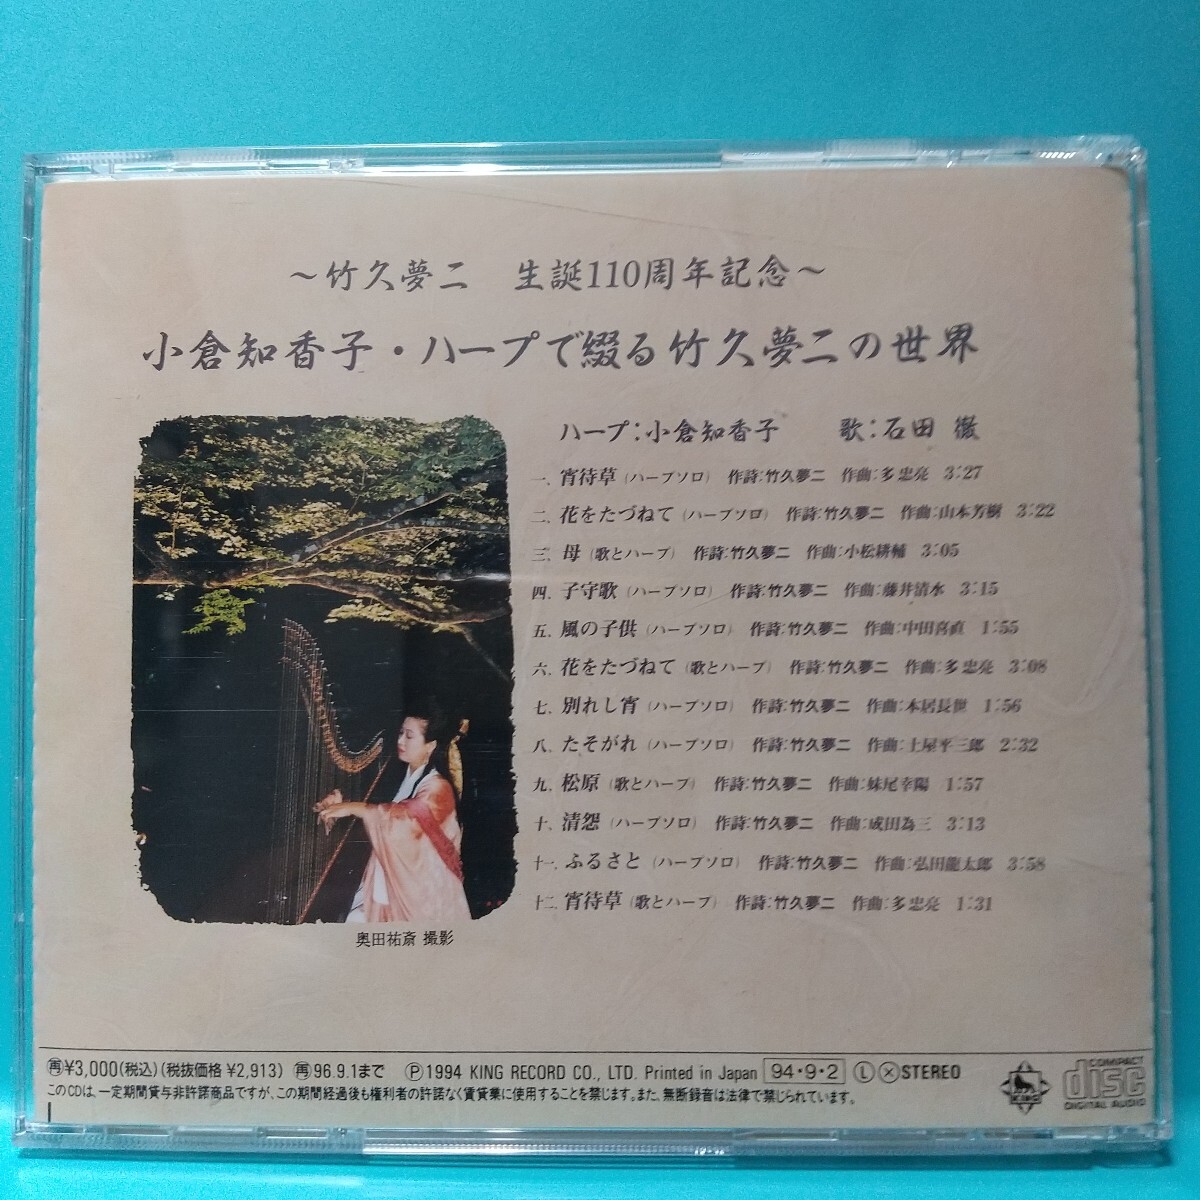 ～竹久夢二 生誕110周年記念～
小倉知香子・ハープで綴る竹久夢二の世界
ハープ：小倉知香子 歌：石田 徹
一、宵待草（ハープソロ） 作詩：竹久夢二 作曲：多 忠亮 3:27
二、花をたづねて（ハープソロ） 作詩：竹久夢二 作曲：山本芳樹 3:22
三、母（歌とハープ） 作詩：竹久夢二 作曲：小松耕輔 3:05
四、子守歌（ハープソロ） 作詩：竹久夢二 作曲：藤井清水 3:15
五、風の子供（ハープソロ） 作詩：竹久夢二 作曲：中田喜直 1:55
六、花をたづねて（歌とハープ） 作詩：竹久夢二 作曲：多 忠亮 3:08
七、別れし宵（ハープソロ） 作詩：竹久夢二 作曲：本居長世 1:56
八、たそがれ（ハープソロ） 作詩：竹久夢二 作曲：土屋平三郎 2:32
九、松原（歌とハープ） 作詩：竹久夢二 作曲：妹尾幸陽 1:57
十、清怨（ハープソロ） 作詩：竹久夢二 作曲：成田為三 3:13
十一、ふるさと（ハープソロ） 作詩：竹久夢二 作曲：弘田龍太郎 3:58
十二、宵待草（歌とハープ） 作詩：竹久夢二 作曲：多 忠亮 1:31
奥田祐斎 撮影
㊢¥3,000(税込)(税抜価格 ¥2,913) 再96.9.1まで Ⓟ1994 KING RECORD CO., LTD. Printed in Japan 94・9・2 Ⓛ Ⓧ STEREO
このCDは、一定期間貸与非許諾商品ですが、この期間経過後も権利者の許諾なく賃貸業に使用することを禁じます。また、無断録音は法律で禁じられています。
KING
COMPACT
disc
DIGITAL AUDIO